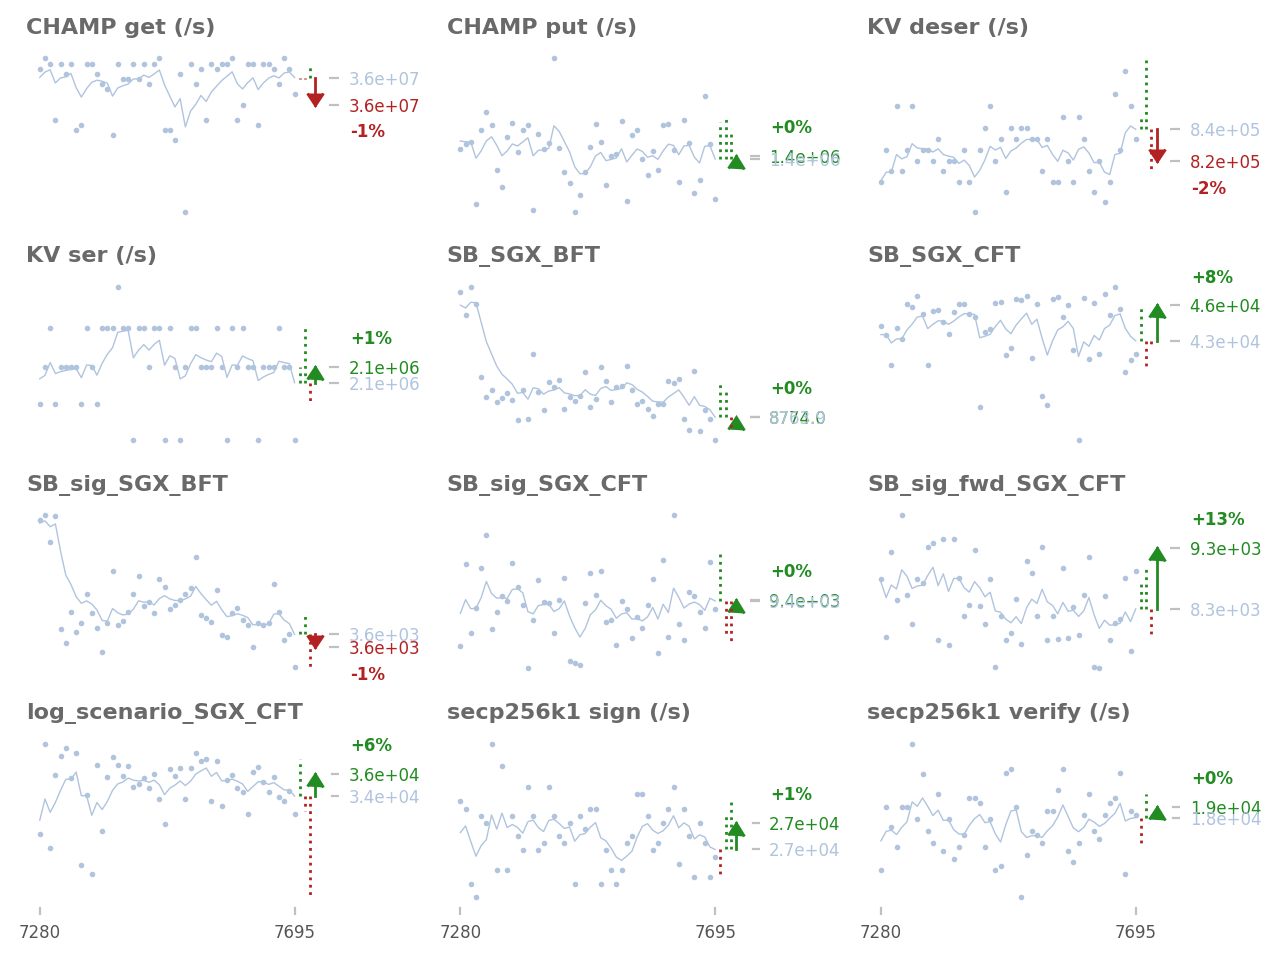 CHAMP get (/s)
3.6e+07
3.6e+07
-1%
CHAMP put (/s)
+0%
1.4e+06
KV deser (/s)
8.4e+05
8.2e+05
-2%
KV ser (/s)
+1%
2.1e+06
2.1e+06
SB_SGX_BFT
+0%
SB_SGX_CFT
+8%
4.6e+04
4.3e+04
SB_sig_SGX_BFT
3.6e+03
3.6e+03
-1%
SB_sig_SGX_CFT
+0%
9.4e+03
SB_sig_fwd_SGX_CFT
+13%
9.3e+03
8.3e+03
log_scenario_SGX_CFT
+6%
3.6e+04
3.4e+04
secp256k1 sign (/s)
+1%
2.7e+04
2.7e+04
secp256k1 verify (/s)
+0%
1.9e+04
1.8e+04
7280 7695
7280 7695
7280 7695